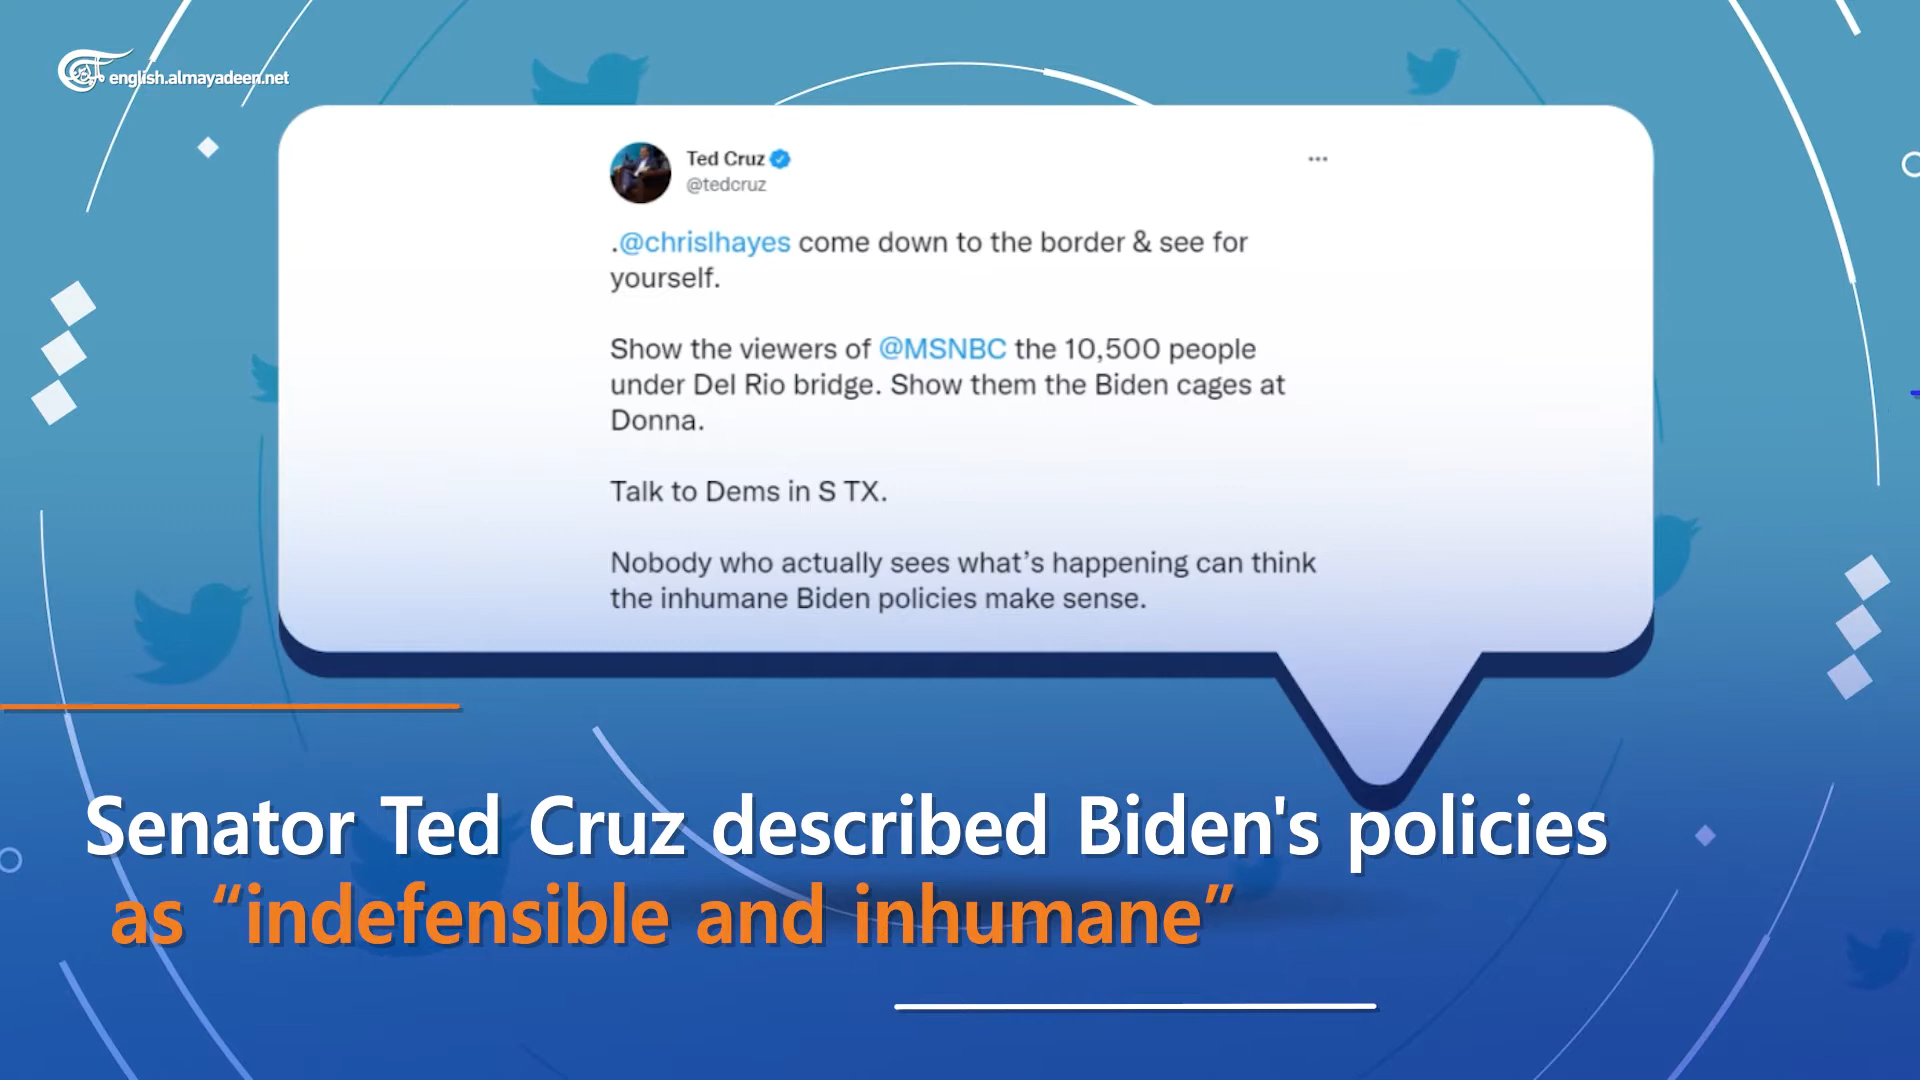 english.almayadeen.net
Ted Cruz
@tedcruz
.@chrislhayes come down to the border & see for
yourself.
Show the viewers of @MSNBC the 10,500 people
under Del Rio bridge. Show them the Biden cages at
Donna.
Talk to Dems in S TX.
Nobody who actually sees what’s happening can think
the inhumane Biden policies make sense.
Senator Ted Cruz described Biden's policies
as “indefensible and inhumane”